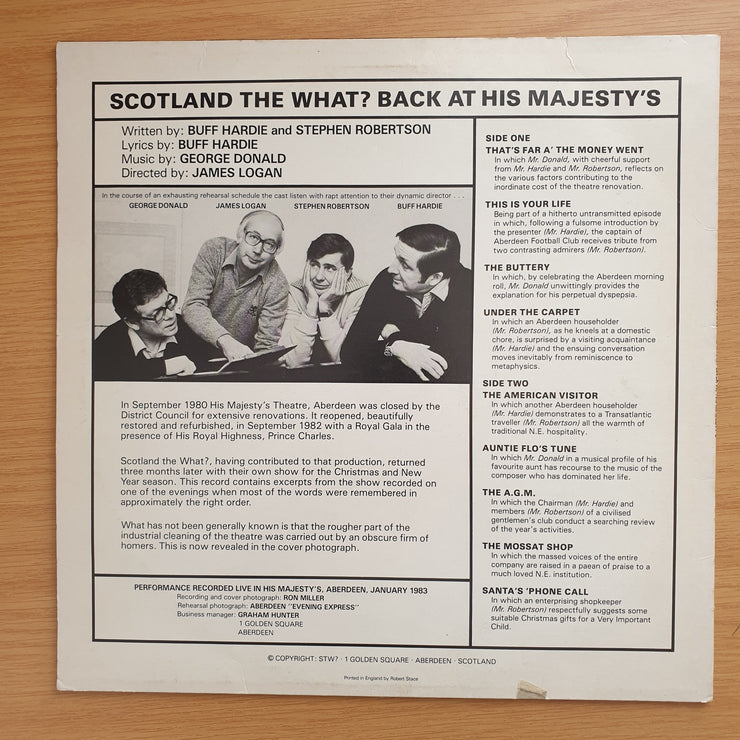 SCOTLAND THE WHAT? BACK AT HIS MAJESTY'S
Written by: BUFF HARDIE and STEPHEN ROBERTSON
Lyrics by: BUFF HARDIE
Music by: GEORGE DONALD
Directed by: JAMES LOGAN
In the course of an exhausting rehearsal schedule the cast listen with rapt attention to their dynamic director . . .
GEORGE DONALD JAMES LOGAN STEPHEN ROBERTSON BUFF HARDIE
In September 1980 His Majesty's Theatre, Aberdeen was closed by the
District Council for extensive renovations. It reopened, beautifully
restored and refurbished, in September 1982 with a Royal Gala in the
presence of His Royal Highness, Prince Charles.
Scotland the What?, having contributed to that production, returned
three months later with their own show for the Christmas and New
Year season. This record contains excerpts from the show recorded on
one of the evenings when most of the words were remembered in
approximately the right order.
What has not been generally known is that the rougher part of the
industrial cleaning of the theatre was carried out by an obscure firm of
homers. This is now revealed in the cover photograph.
PERFORMANCE RECORDED LIVE IN HIS MAJESTY'S, ABERDEEN, JANUARY 1983
Recording and cover photograph: RON MILLER
Rehearsal photograph: ABERDEEN "EVENING EXPRESS"
Business manager: GRAHAM HUNTER
1 GOLDEN SQUARE
ABERDEEN
SIDE ONE
THAT'S FAR A' THE MONEY WENT
In which Mr. Donald, with cheerful support
from Mr. Hardie and Mr. Robertson, reflects on
the various factors contributing to the
inordinate cost of the theatre renovation.
THIS IS YOUR LIFE
Being part of a hitherto untransmitted episode
in which, following a fulsome introduction by
the presenter (Mr. Hardie), the captain of
Aberdeen Football Club receives tribute from
two contrasting admirers (Mr. Robertson).
THE BUTTERY
In which, by celebrating the Aberdeen morning
roll, Mr. Donald unwittingly provides the
explanation for his perpetual dyspepsia.
UNDER THE CARPET
In which an Aberdeen householder
(Mr. Robertson), as he kneels at a domestic
chore, is surprised by a visiting acquaintance
(Mr. Hardie) and the ensuing conversation
moves inevitably from reminiscence to
metaphysics.
SIDE TWO
THE AMERICAN VISITOR
In which another Aberdeen householder
(Mr. Hardie) demonstrates to a Transatlantic
traveller (Mr. Robertson) all the warmth of
traditional N.E. hospitality.
AUNTIE FLO'S TUNE
In which Mr. Donald in a musical profile of his
favourite aunt has recourse to the music of the
composer who has dominated her life.
THE A.G.M.
In which the Chairman (Mr. Hardie) and
members (Mr. Robertson) of a civilised
gentlemen's club conduct a searching review
of the year's activities.
THE MOSSAT SHOP
In which the massed voices of the entire
company are raised in a paean of praise to a
much loved N.E. institution.
SANTA'S 'PHONE CALL
In which an enterprising shopkeeper
(Mr. Robertson) respectfully suggests some
suitable Christmas gifts for a Very Important
Child.
© COPYRIGHT: STW? · 1 GOLDEN SQUARE · ABERDEEN · SCOTLAND
Printed in England by Robert Stace